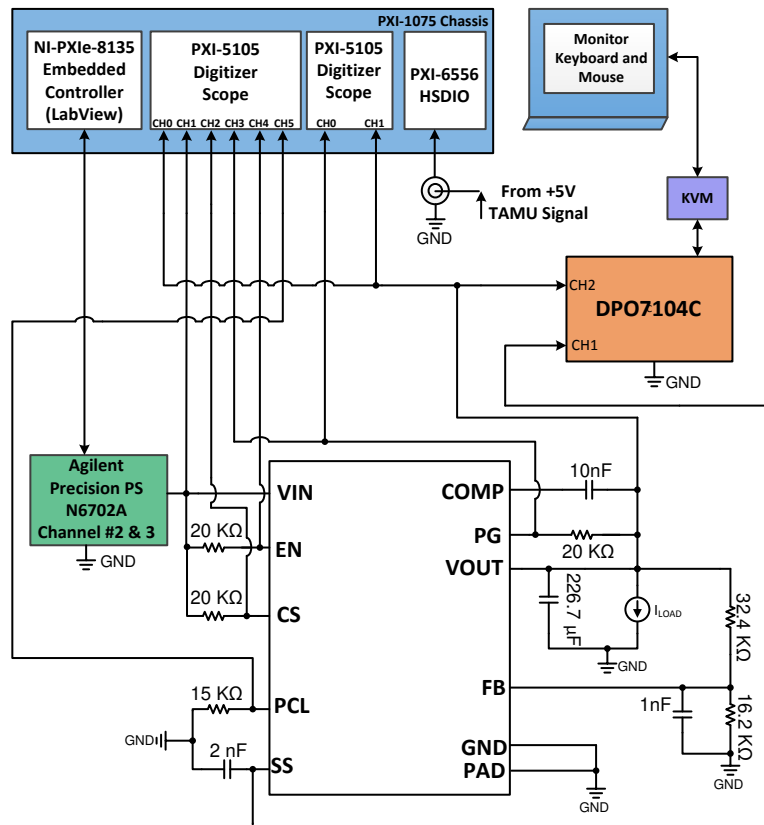 PXI-1075 Chassis
NI-PXIe-8135
Embedded
Controller
(LabView)
PXI-5105
Digitizer
Scope
CH0 CH1 CH2 CH3 CH4 CH5
PXI-5105
Digitizer
Scope
CH0 CH1
PXI-6556
HSDIO
Monitor
Keyboard and
Mouse
From +5V
TAMU Signal
GND
KVM
CH2
DPO7104C
CH1
GND
Agilent
Precision PS
N6702A
Channel #2 & 3
GND
VIN
20 KΩ
EN
20 KΩ
CS
15 KΩ
PCL
GND
2 nF
SS
COMP
10nF
PG
20 KΩ
VOUT
226.7 µF
ILOAD
GND
32.4 KΩ
FB
1nF
16.2 KΩ
GND
GND
PAD
GND